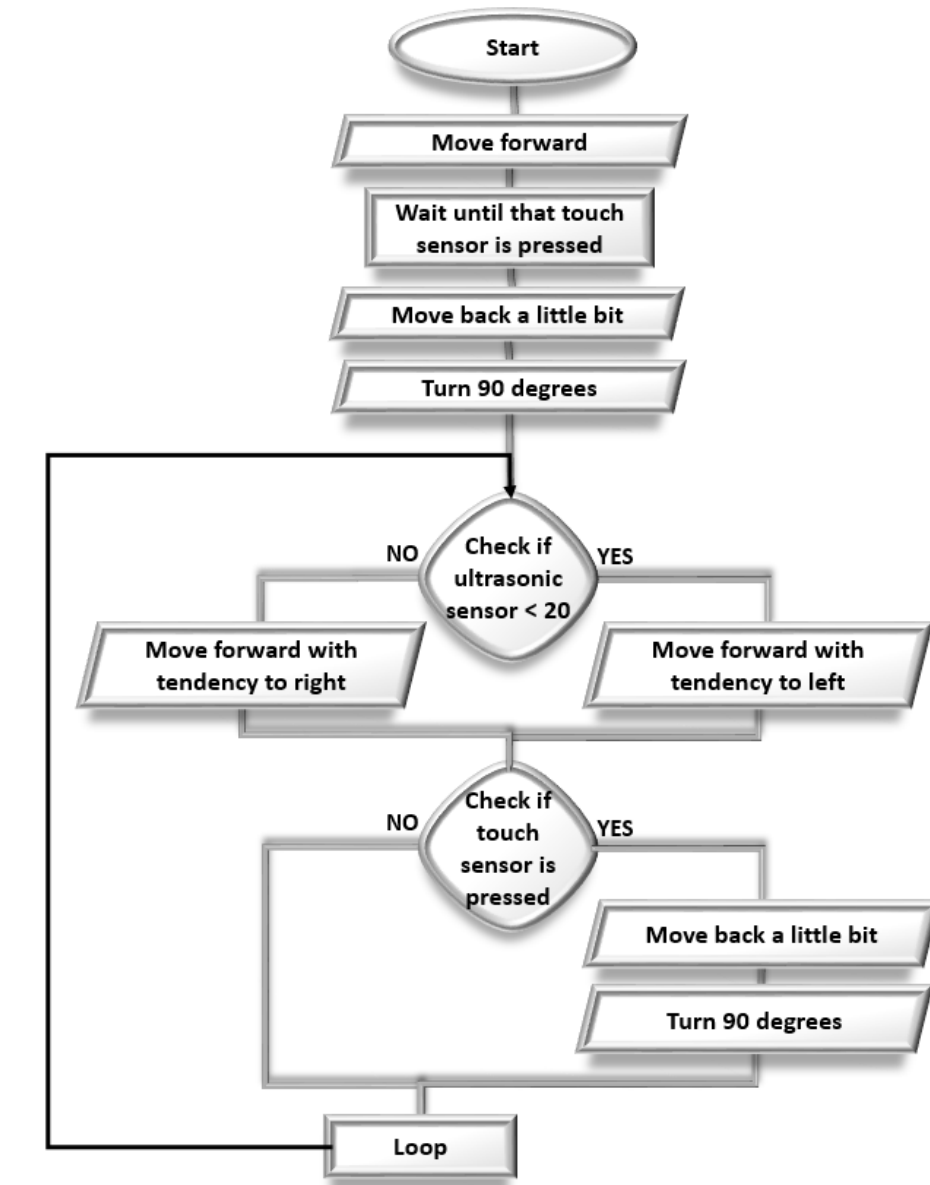 Start
Move forward
Wait until that touch
sensor is pressed
Move back a little bit
Turn 90 degrees
Check if
ultrasonic
sensor < 20
NO
YES
Move forward with
tendency to right
Move forward with
tendency to left
Check if
touch
sensor is
pressed
NO
YES
Move back a little bit
Turn 90 degrees
Loop